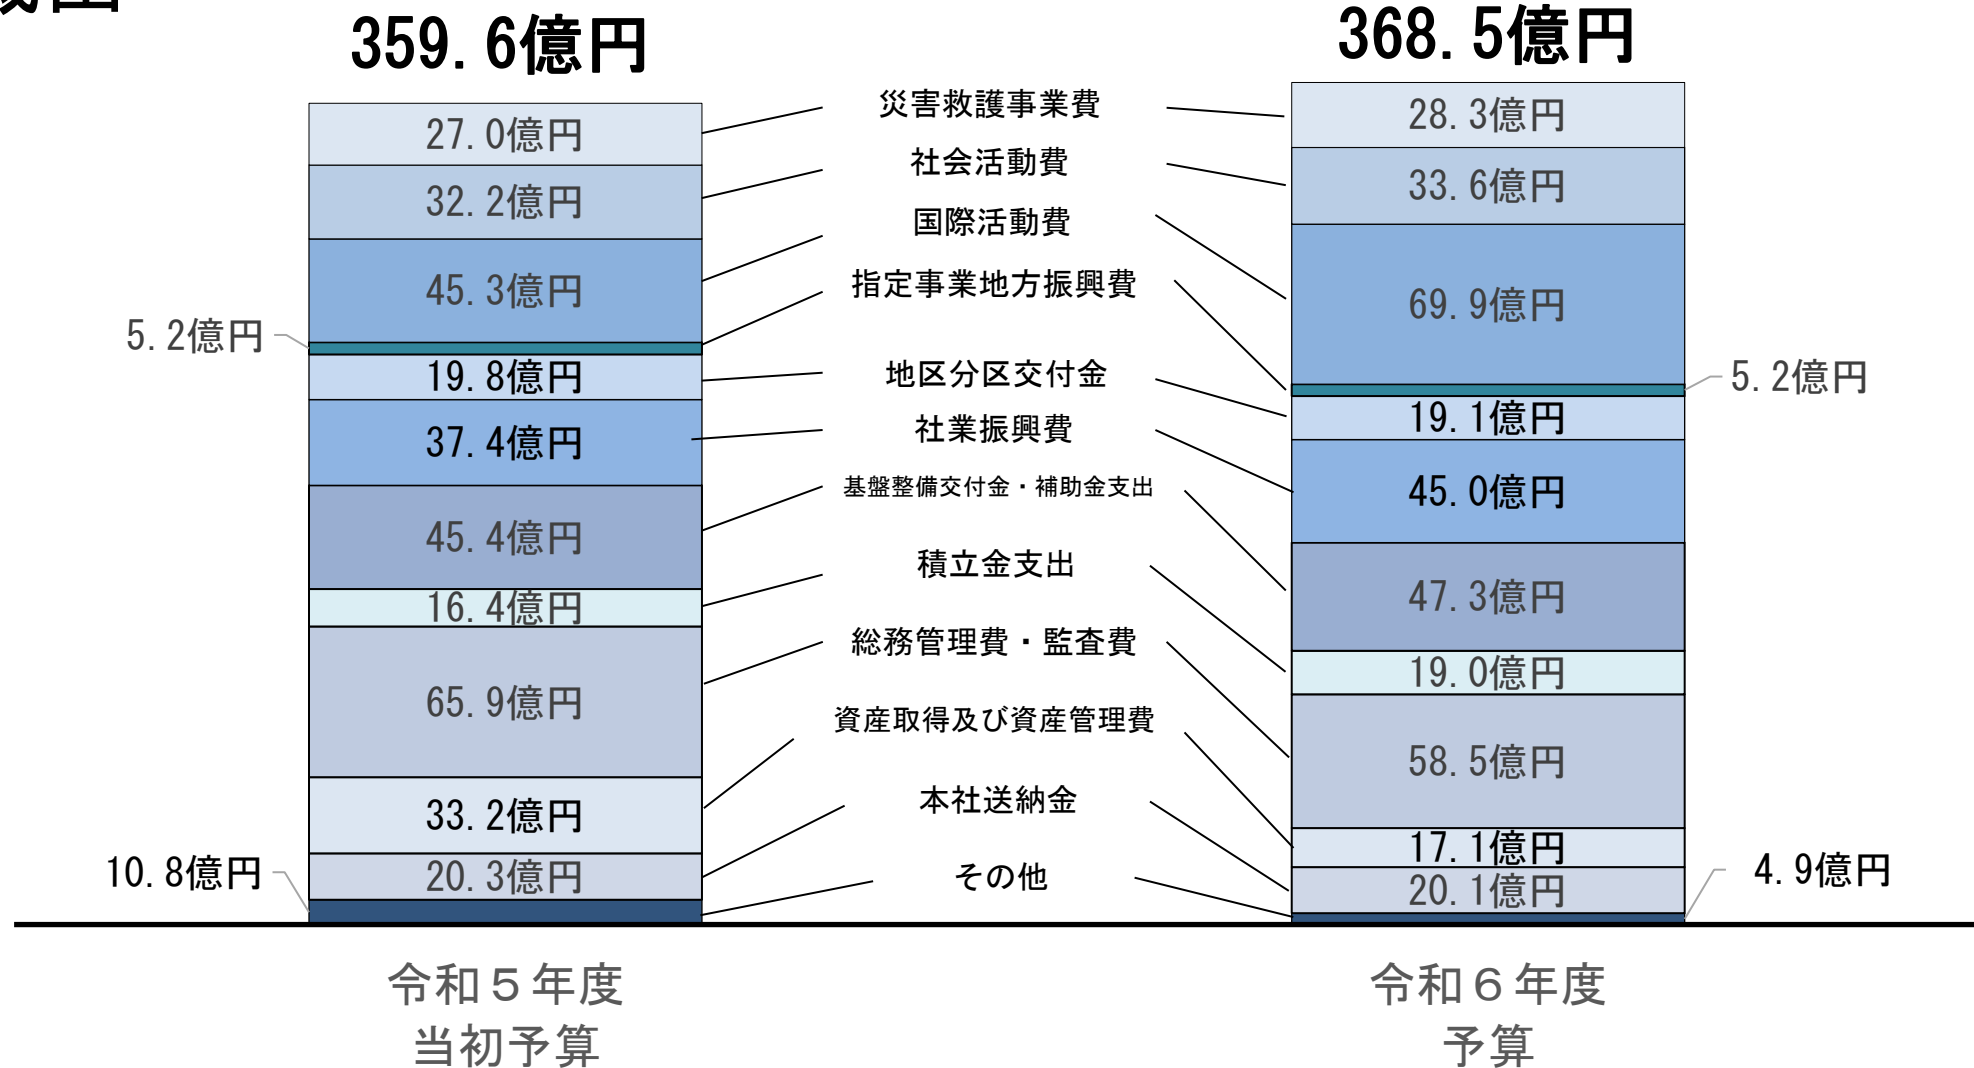 359.6億円
27.0億円
32.2億円
45.3億円
5.2億円
19.8億円
37.4億円
45.4億円
16.4億円
65.9億円
33.2億円
20.3億円
10.8億円
令和5年度
当初予算
災害救護事業費
社会活動費
国際活動費
指定事業地方振興費
地区分区交付金
社業振興費
基盤整備交付金・補助金支出
積立金支出
総務管理費・監査費
資産取得及び資産管理費
本社送納金
その他
368.5億円
28.3億円
33.6億円
69.9億円
5.2億円
19.1億円
45.0億円
47.3億円
19.0億円
58.5億円
17.1億円
20.1億円
4.9億円
令和6年度
予算